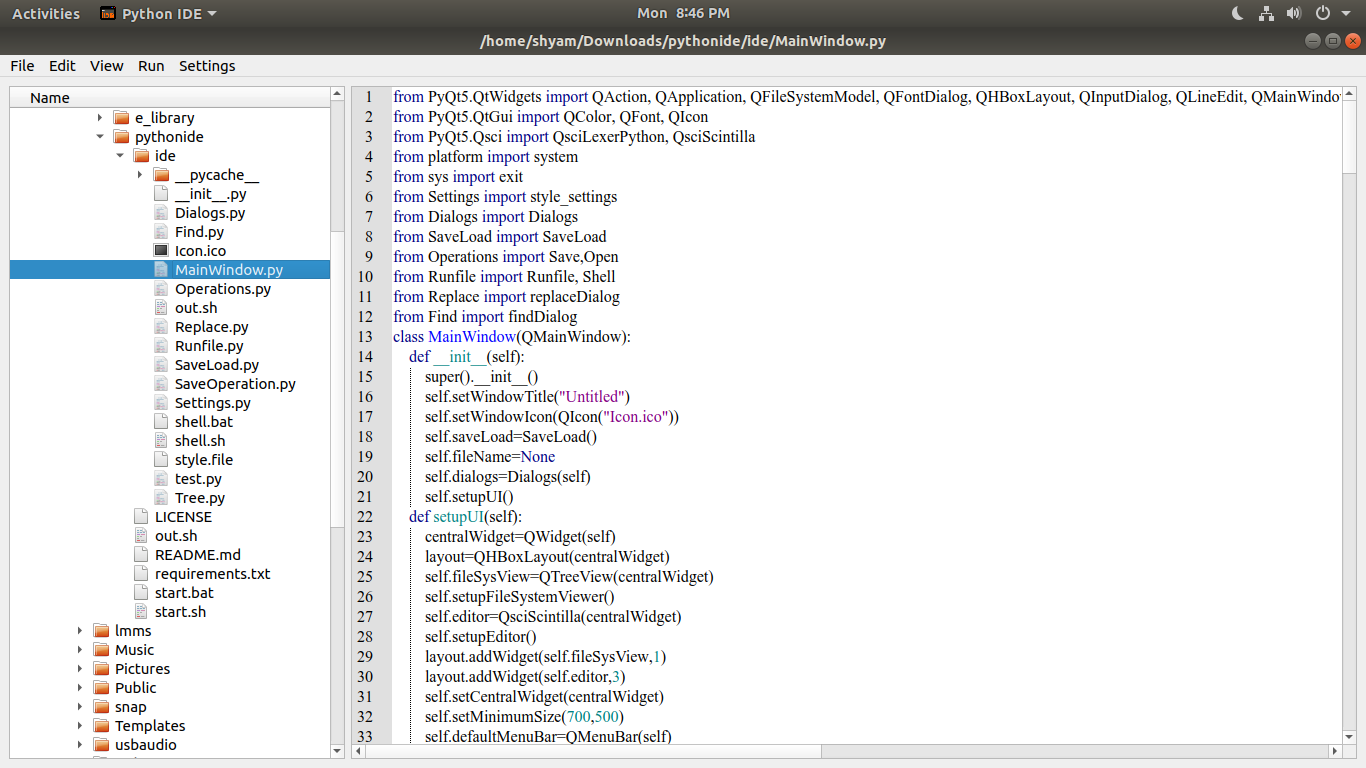 Activities Python IDE Mon 8:46 PM
/home/shyam/Downloads/pythonide/ide/MainWindow.py
File Edit View Run Settings
Name
e_library
pythonide
ide
__pycache__
__init__.py
Dialogs.py
Find.py
Icon.ico
MainWindow.py
Operations.py
out.sh
Replace.py
Runfile.py
SaveLoad.py
SaveOperation.py
Settings.py
shell.bat
shell.sh
style.file
test.py
Tree.py
LICENSE
out.sh
README.md
requirements.txt
start.bat
start.sh
lmms
Music
Pictures
Public
snap
Templates
usbaudio
1 from PyQt5.QtWidgets import QAction, QApplication, QFileSystemModel, QFontDialog, QHBoxLayout, QInputDialog, QLineEdit, QMainWindo
2 from PyQt5.QtGui import QColor, QFont, QIcon
3 from PyQt5.Qsci import QsciLexerPython, QsciScintilla
4 from platform import system
5 from sys import exit
6 from Settings import style_settings
7 from Dialogs import Dialogs
8 from SaveLoad import SaveLoad
9 from Operations import Save,Open
10 from Runfile import Runfile, Shell
11 from Replace import replaceDialog
12 from Find import findDialog
13 class MainWindow(QMainWindow):
14 def __init__(self):
15 super().__init__()
16 self.setWindowTitle("Untitled")
17 self.setWindowIcon(QIcon("Icon.ico"))
18 self.saveLoad=SaveLoad()
19 self.fileName=None
20 self.dialogs=Dialogs(self)
21 self.setupUI()
22 def setupUI(self):
23 centralWidget=QWidget(self)
24 layout=QHBoxLayout(centralWidget)
25 self.fileSysView=QTreeView(centralWidget)
26 self.setupFileSystemViewer()
27 self.editor=QsciScintilla(centralWidget)
28 self.setupEditor()
29 layout.addWidget(self.fileSysView,1)
30 layout.addWidget(self.editor,3)
31 self.setCentralWidget(centralWidget)
32 self.setMinimumSize(700,500)
33 self.defaultMenuBar=QMenuBar(self)